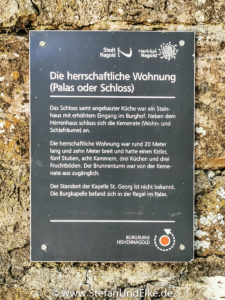 Stadt
Nagold
Nagold
Die herrschaftliche Wohnung
(Palas oder Schloss)
Das Schloss samt angebauter Küche war ein Stein-
haus mit erhöhtem Eingang im Burghof. Neben dem
Herrenhaus schloss sich die Kemenate (Wohn- und
Schlafräume) an.
Die herrschaftliche Wohnung war rund 20 Meter
lang und zehn Meter breit und hatte einen Keller,
fünf Stuben, acht Kammern, drei Küchen und drei
Fruchtböden. Der Brunnenturm war von der Keme-
nate aus zugänglich.
Der Standort der Kapelle St. Georg ist nicht bekannt.
Die Burgkapelle befand sich in der Regel im Palas.
BURGRUINE
HOHENNAGOLD
© www.StefanUndElke.de